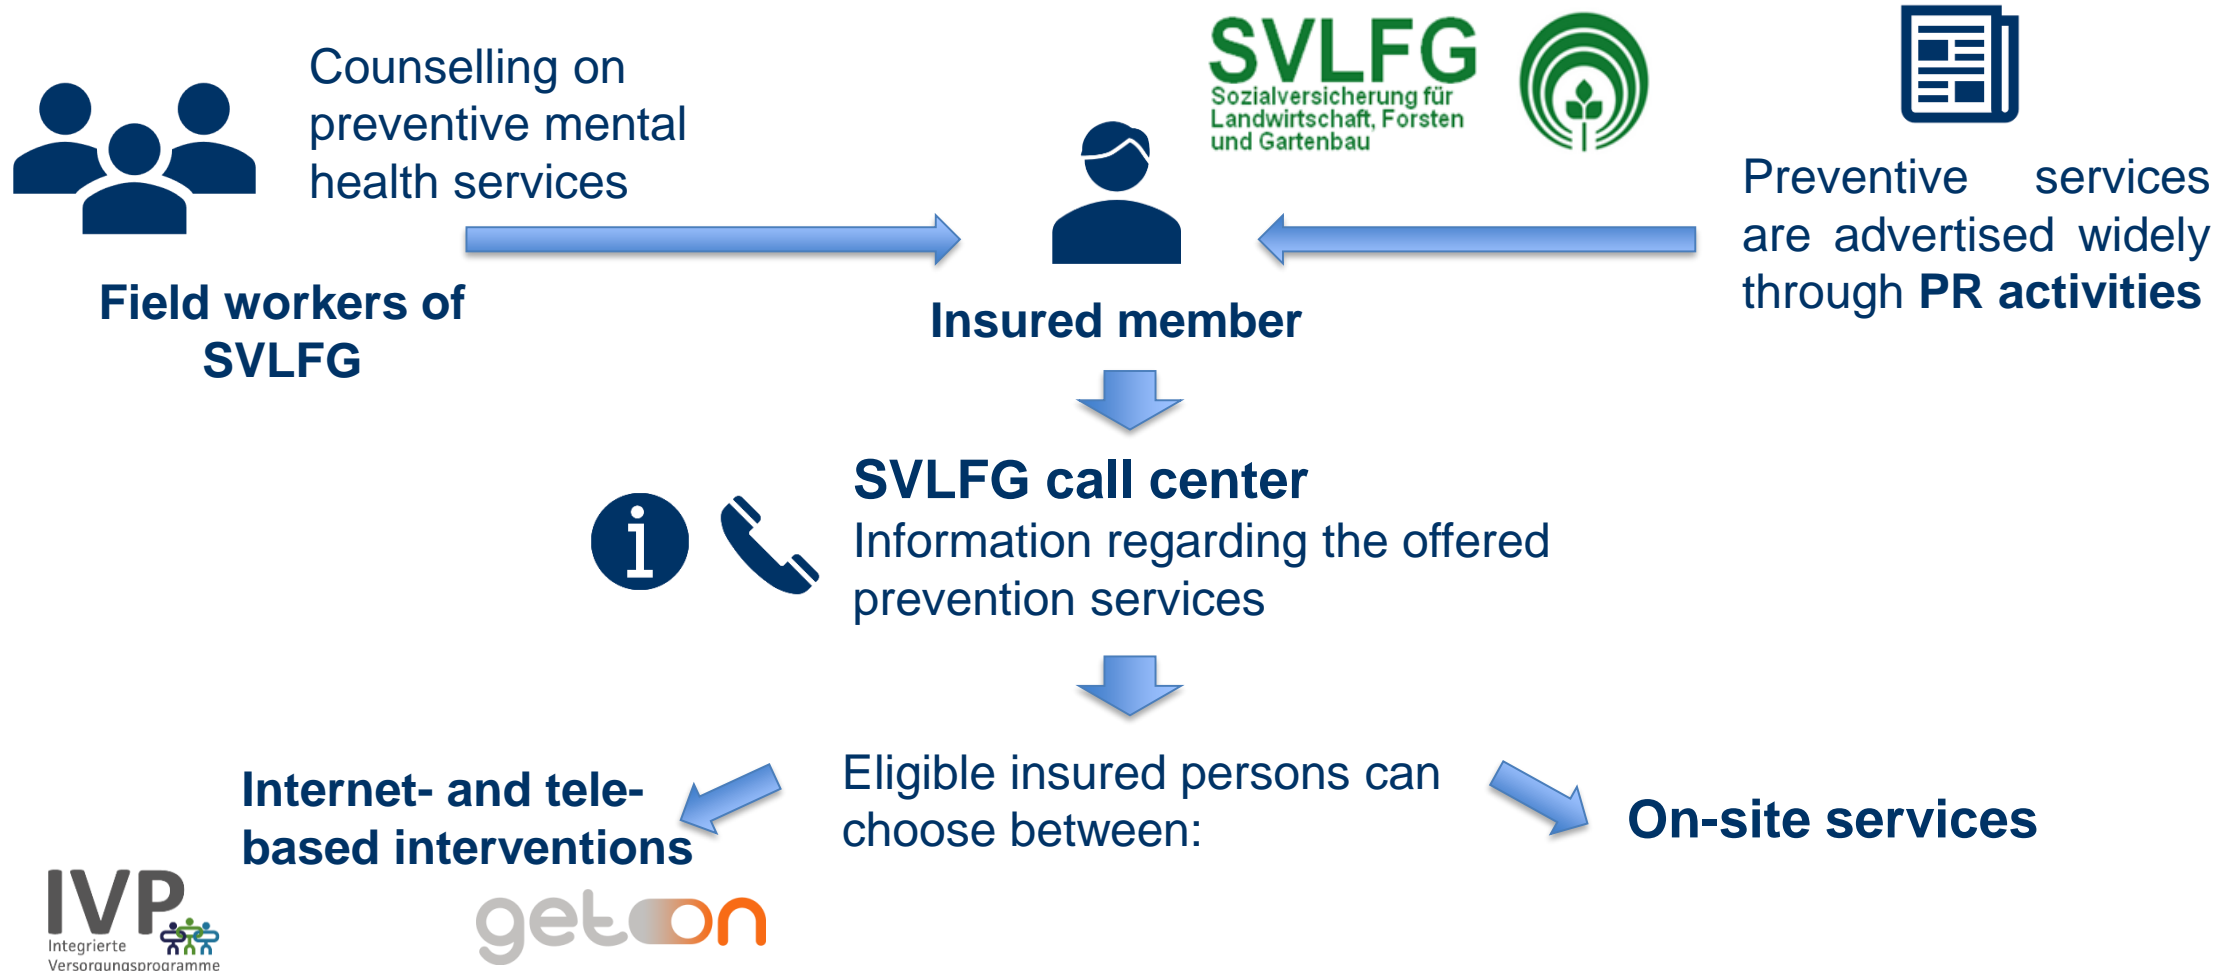 Counselling on
preventive mental
health services
Field workers of
SVLFG
SVLFG
Sozialversicherung für
Landwirtschaft, Forsten
und Gartenbau
Insured member
Preventive services
are advertised widely
through PR activities
SVLFG call center
Information regarding the offered
prevention services
i
Eligible insured persons can
choose between:
Internet- and tele-
based interventions
On-site services
IVP
Integrierte
Versorgungsprogramme
get on